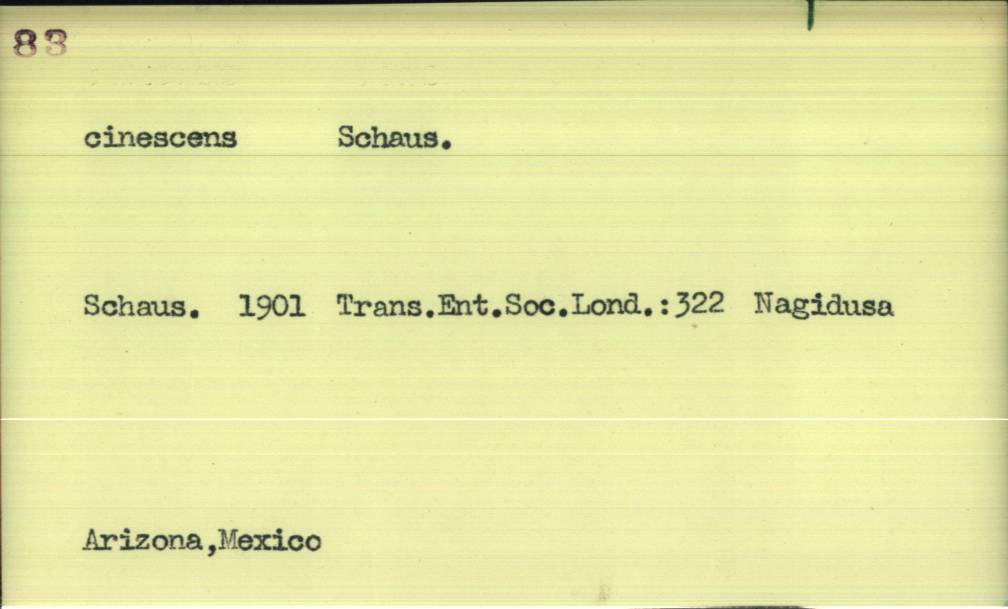 83
cinescens Schaus.
Schaus. 1901 Trans.Ent.Soc.Lond.:322 Nagidusa
Arizona,Mexico